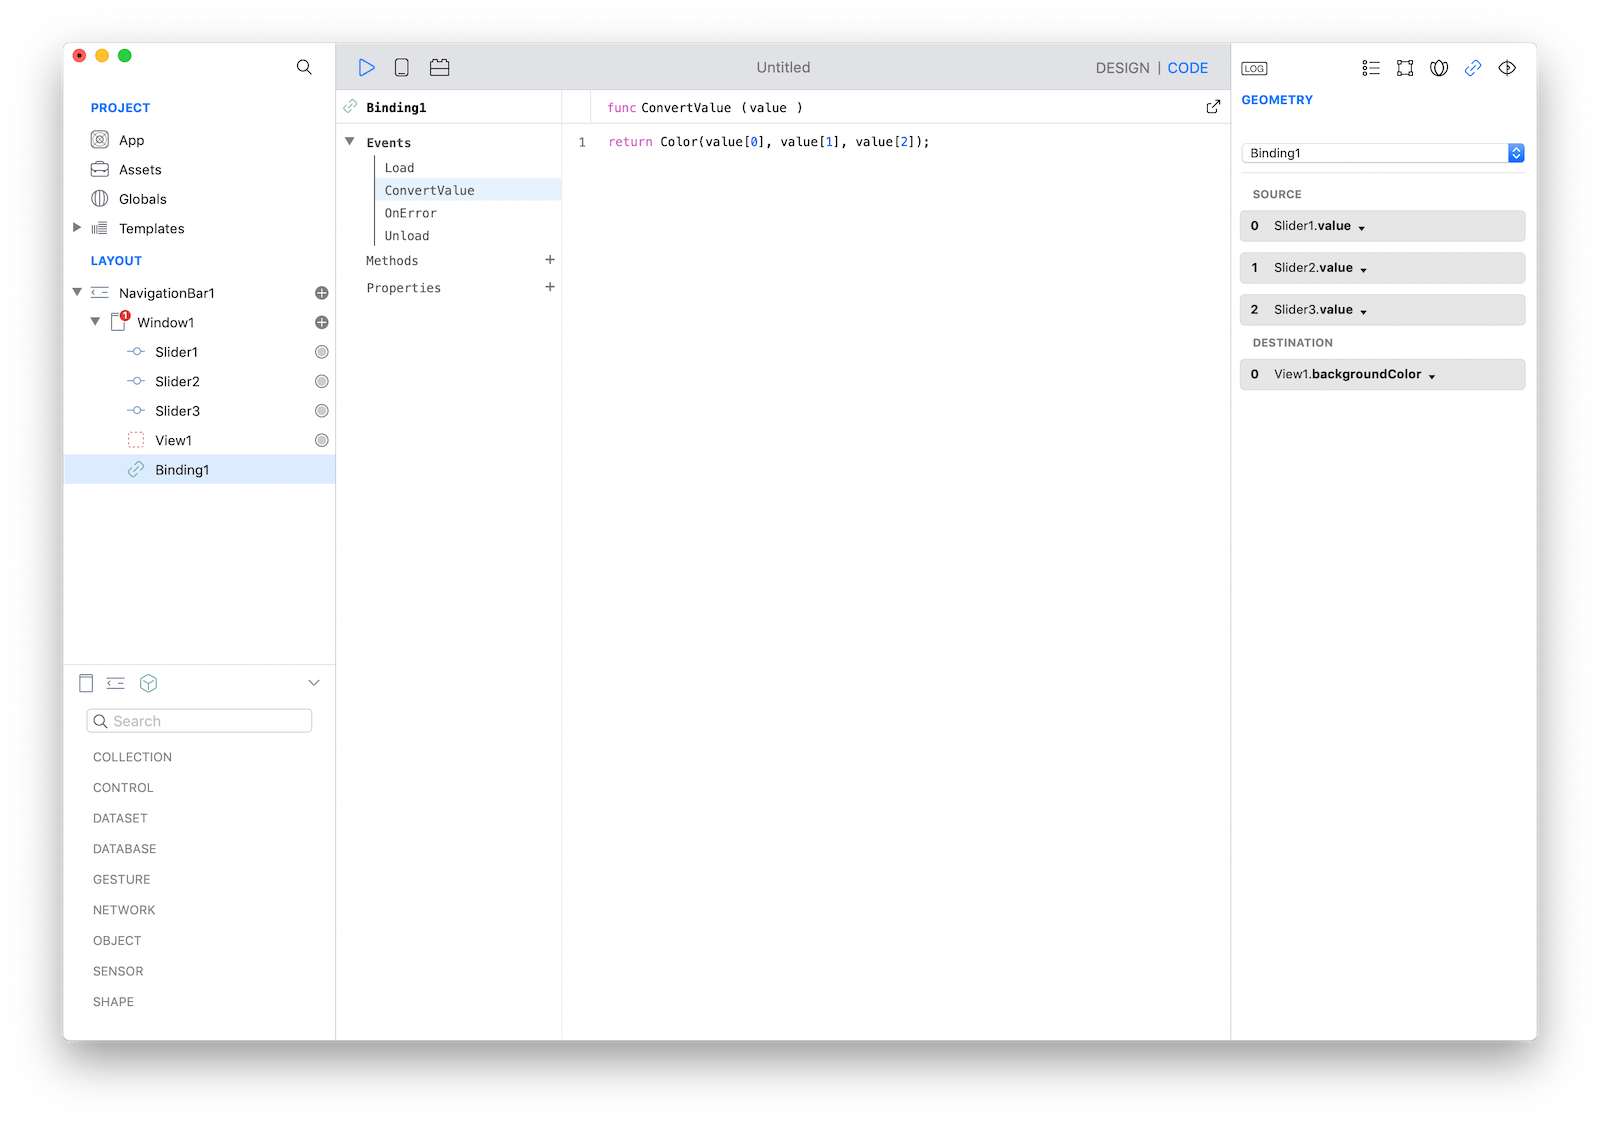 PROJECT
App
Assets
Globals
Templates
LAYOUT
NavigationBar1
1
Window1
Slider1
Slider2
Slider3
View1
Binding1
Search
COLLECTION
CONTROL
DATASET
DATABASE
GESTURE
NETWORK
OBJECT
SENSOR
SHAPE
Untitled
DESIGN | CODE
Binding1
Events
Load
ConvertValue
OnError
Unload
Methods +
Properties +
func ConvertValue (value )
1 return Color(value[0], value[1], value[2]);
LOG
GEOMETRY
Binding1
SOURCE
0 Slider1.value
1 Slider2.value
2 Slider3.value
DESTINATION
0 View1.backgroundColor